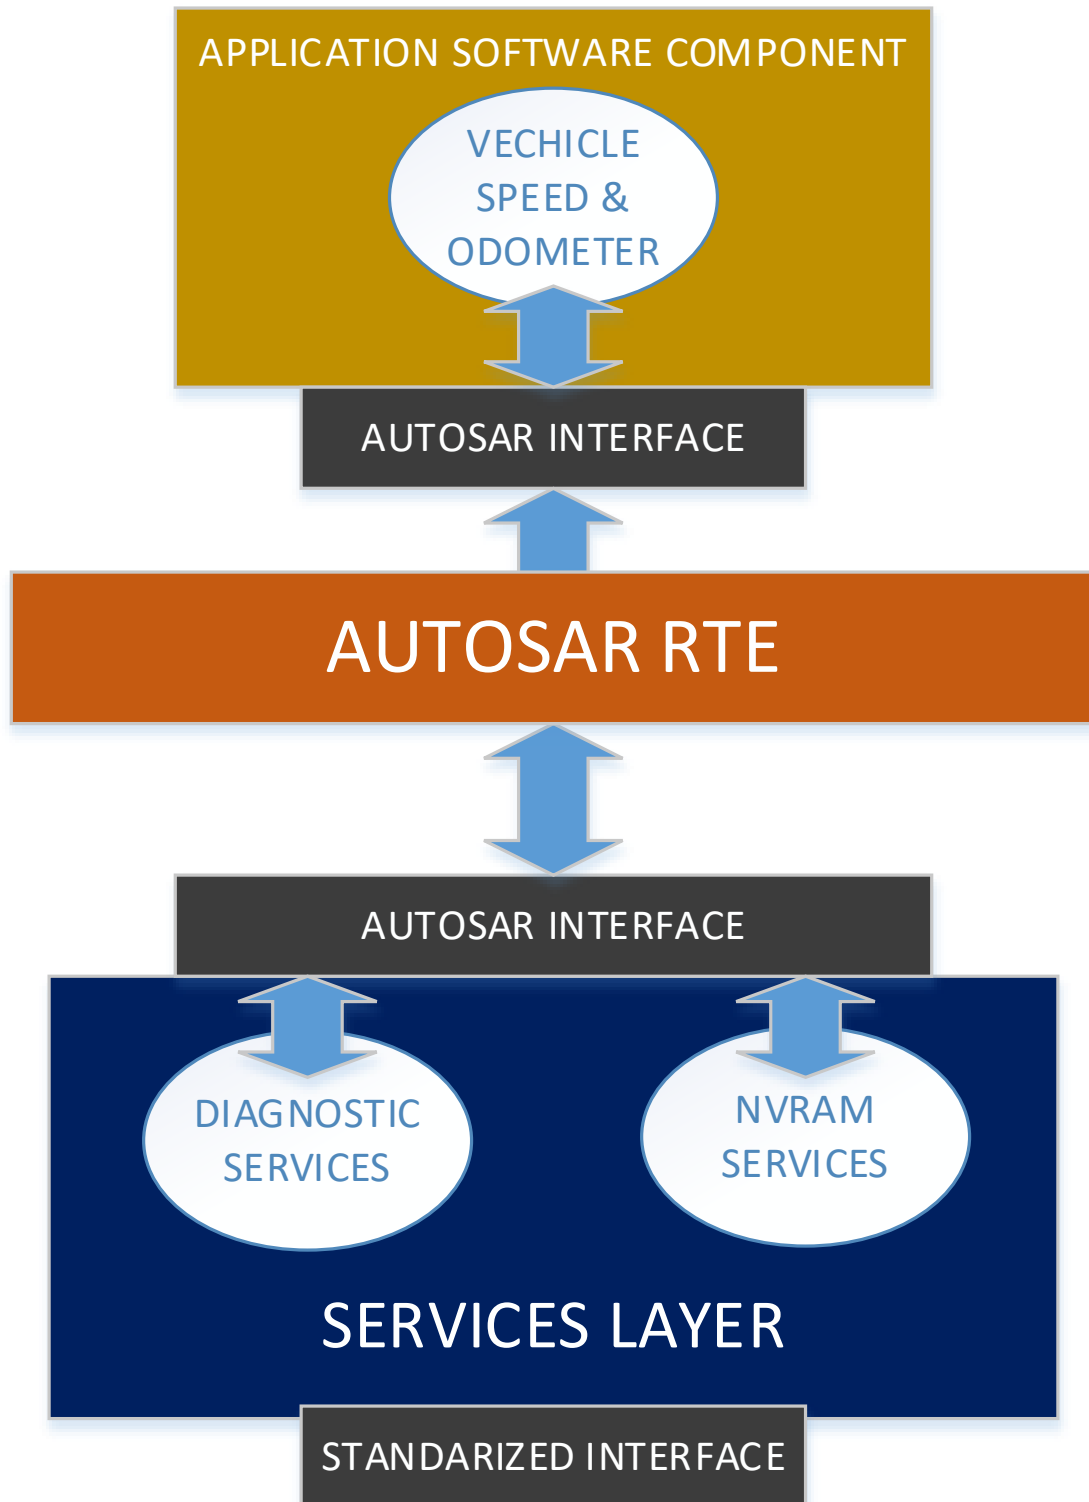 APPLICATION SOFTWARE COMPONENT
VECHICLE
SPEED &
ODOMETER
AUTOSAR INTERFACE
AUTOSAR RTE
AUTOSAR INTERFACE
DIAGNOSTIC
SERVICES
NVRAM
SERVICES
SERVICES LAYER
STANDARIZED INTERFACE